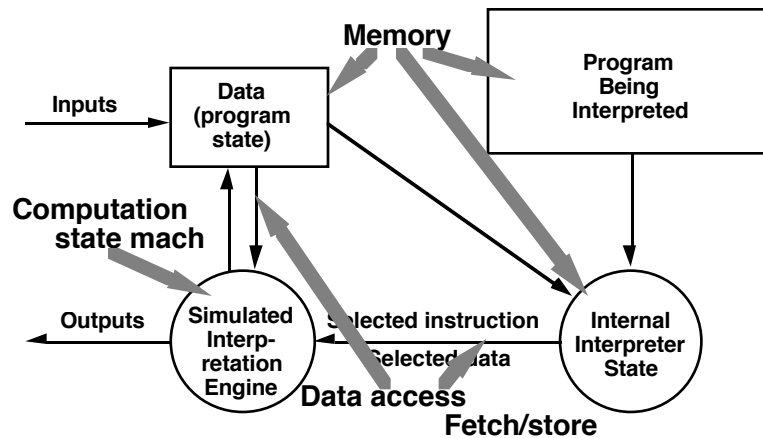 Memory
Program
Being
Interpreted
Data
(program
state)
Inputs
Computation
state mach
Outputs
Simulated
Interp-
retation
Engine
Selected instruction
Selected data
Internal
Interpreter
State
Data access
Fetch/store